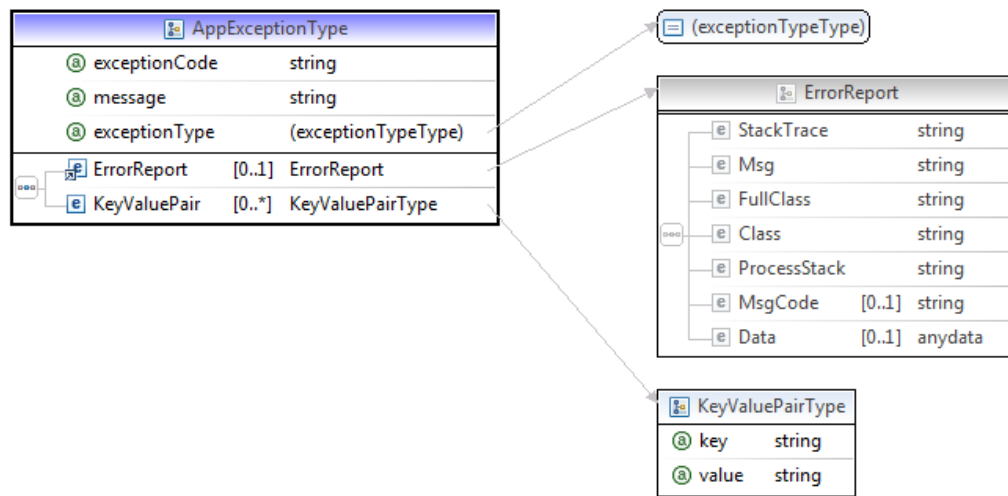 AppExceptionType
a exceptionCode string
a message string
a exceptionType (exceptionTypeType)
e ErrorReport [0..1] ErrorReport
e KeyValuePair [0..*] KeyValuePairType
(exceptionTypeType)
ErrorReport
e StackTrace string
e Msg string
e FullClass string
e Class string
e ProcessStack string
e MsgCode [0..1] string
e Data [0..1] anydata
KeyValuePairType
a key string
a value string